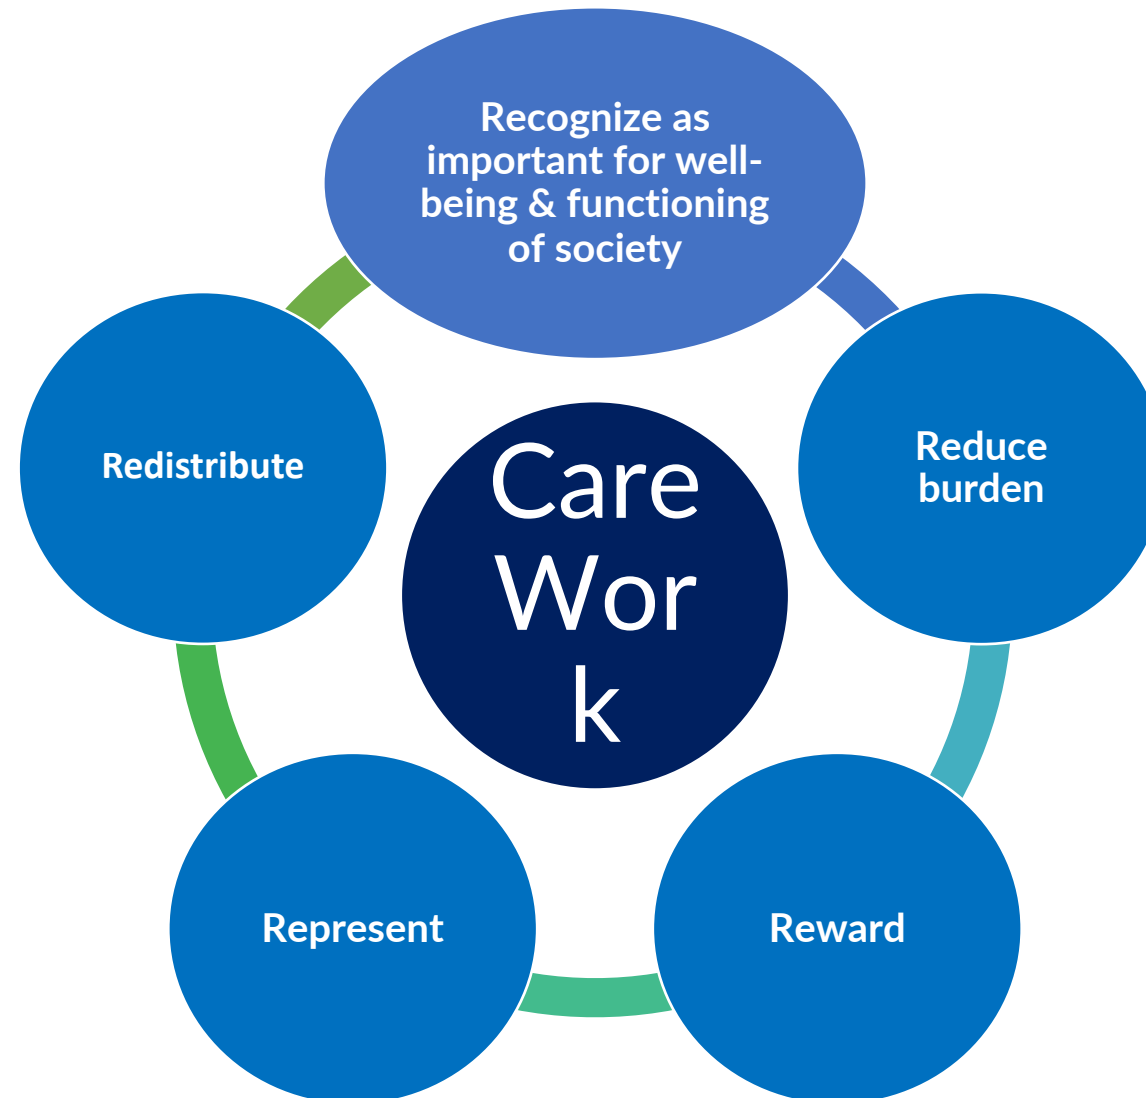 Recognize as
important for well-
being & functioning
of society
Redistribute
Reduce
burden
Care
Wor
k
Represent
Reward